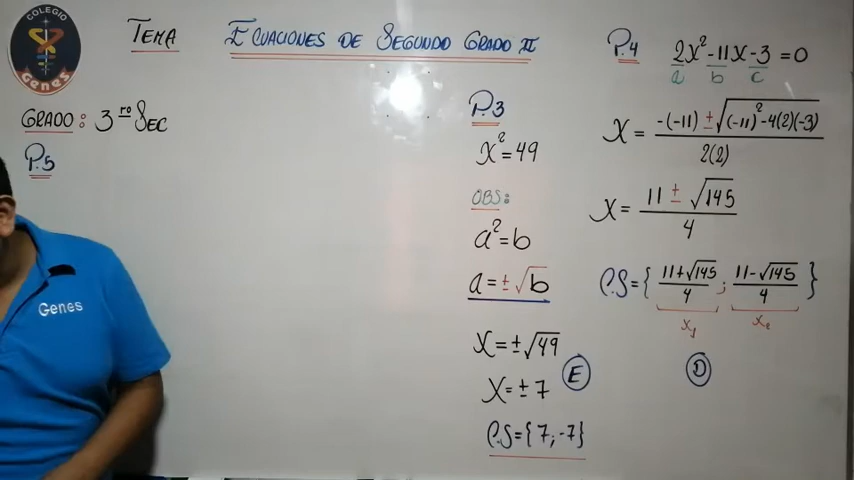 COLEGIO
Genes
TEMA
ECUACIONES DE SEGUNDO GRADO II
GRADO: 3ro SEC
P.5
Genes
P.3
x² = 49
OBS:
a² = b
a = ± √b
x = ± √49
x = ± 7
E
C.S = {7; -7}
P.4
2x² - 11x - 3 = 0
a b c
x = (-(-11) ± √((-11)² - 4(2)(-3))) / 2(2)
x = (11 ± √145) / 4
C.S = { (11+√145)/4 ; (11-√145)/4 }
x₁ x₂
D